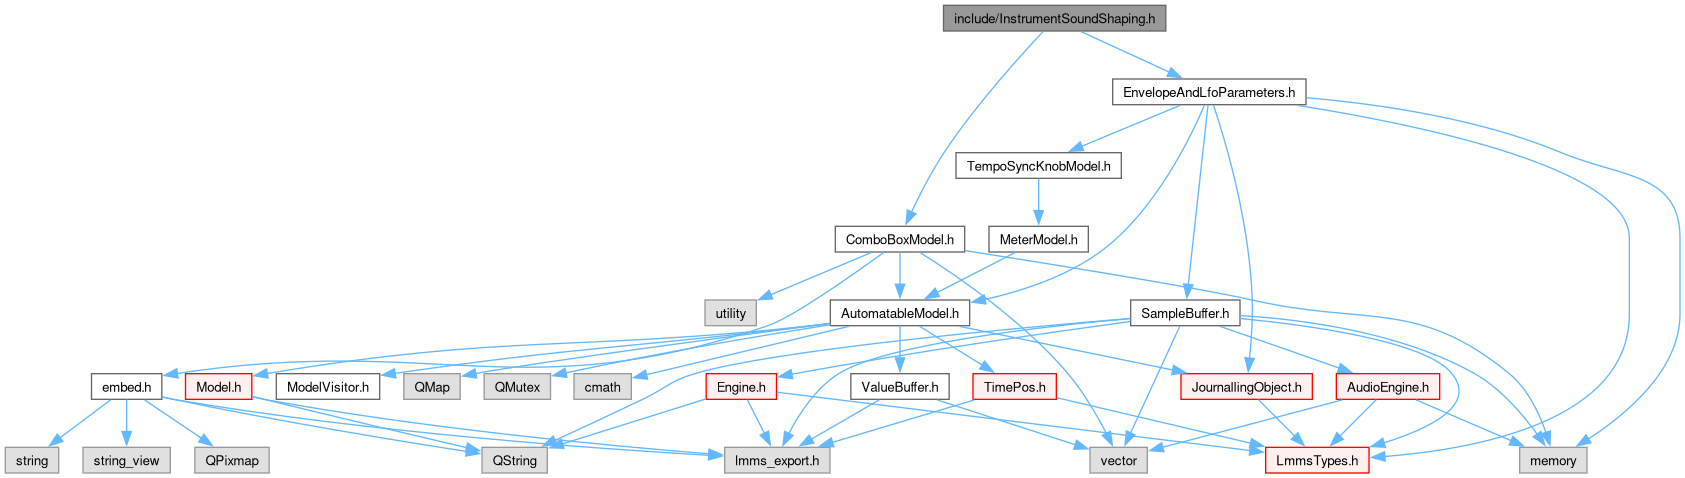 include/InstrumentSoundShaping.h
EnvelopeAndLfoParameters.h
TempoSyncKnobModel.h
ComboBoxModel.h
MeterModel.h
utility
AutomatableModel.h
SampleBuffer.h
embed.h
Model.h
ModelVisitor.h
QMap
QMutex
cmath
Engine.h
ValueBuffer.h
TimePos.h
JournallingObject.h
AudioEngine.h
string
string_view
QPixmap
QString
lmms_export.h
vector
LmmsTypes.h
memory